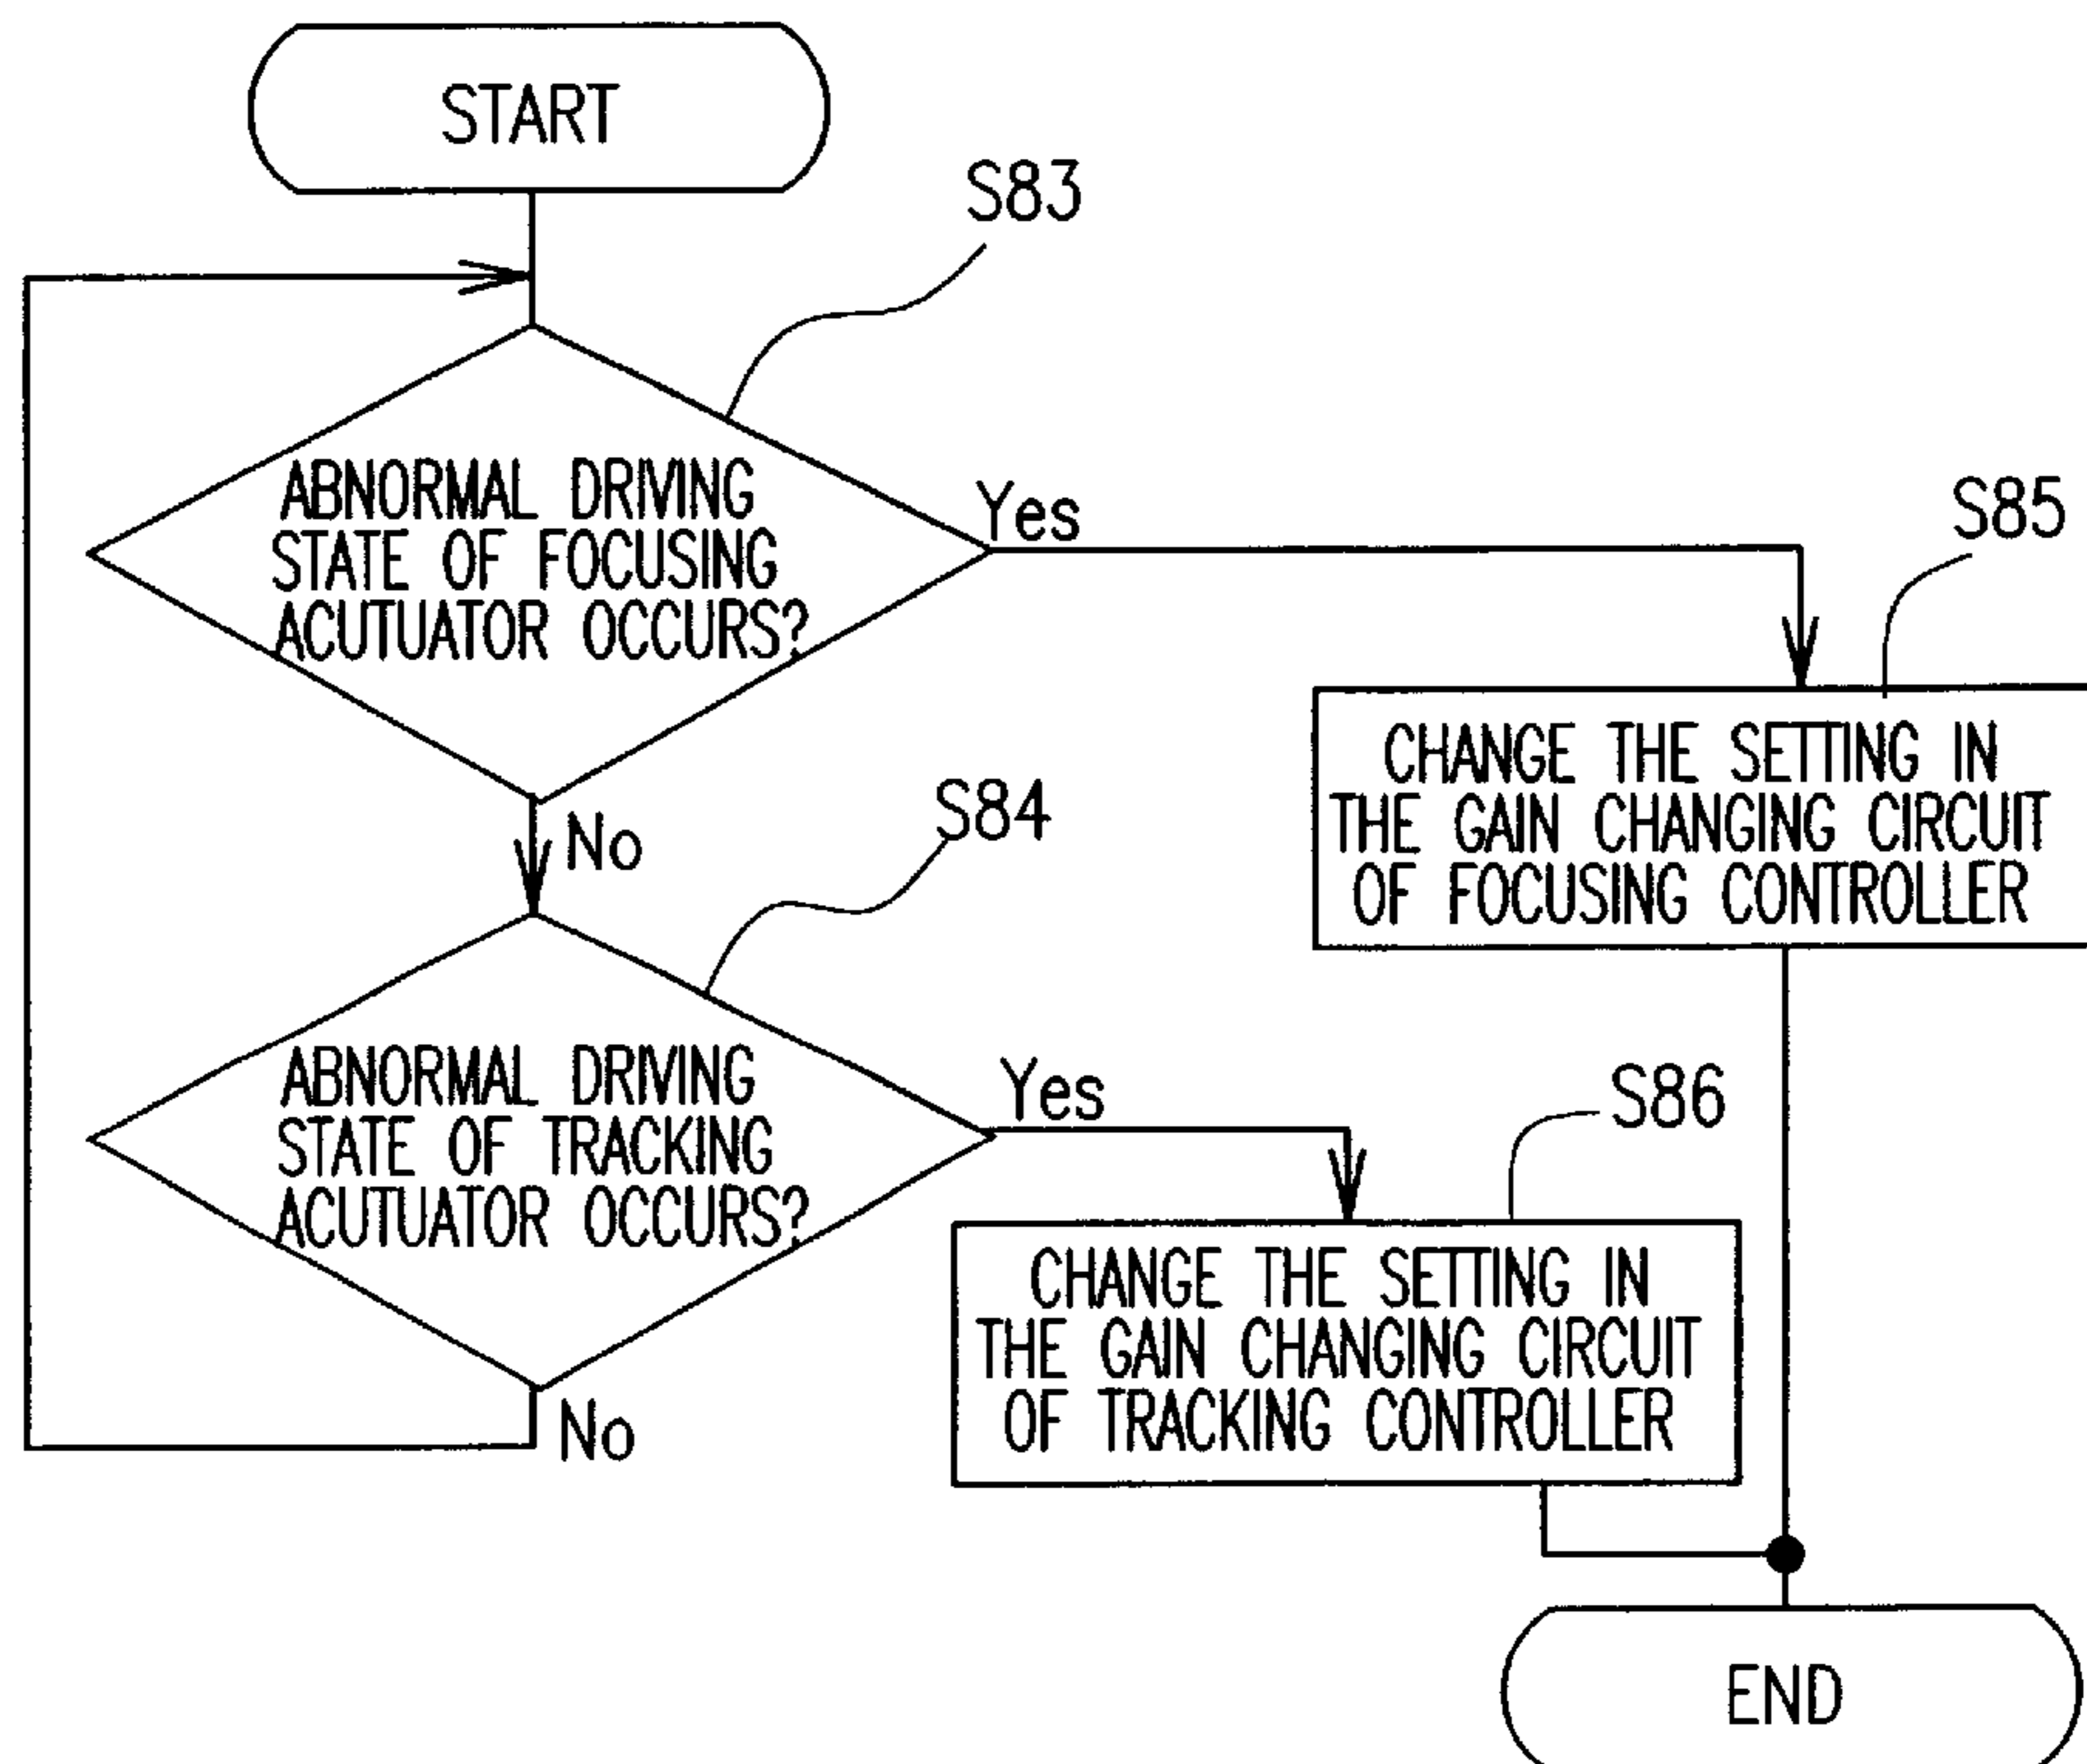 START
S83
ABNORMAL DRIVING
STATE OF FOCUSING
ACUTUATOR OCCURS?
Yes
No
S85
CHANGE THE SETTING IN
THE GAIN CHANGING CIRCUIT
OF FOCUSING CONTROLLER
S84
ABNORMAL DRIVING
STATE OF TRACKING
ACUTUATOR OCCURS?
Yes
No
S86
CHANGE THE SETTING IN
THE GAIN CHANGING CIRCUIT
OF TRACKING CONTROLLER
END